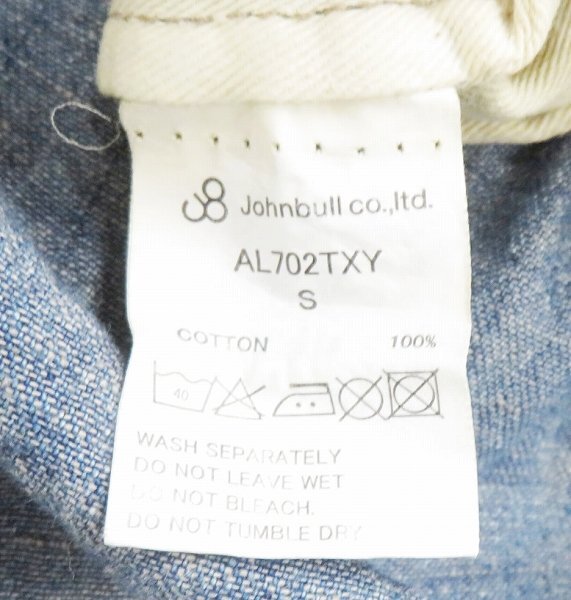 Johnbull co.,ltd.
AL702TXY
S
COTTON 100%
40
WASH SEPARATELY
DO NOT LEAVE WET
DO NOT BLEACH.
DO NOT TUMBLE DRY